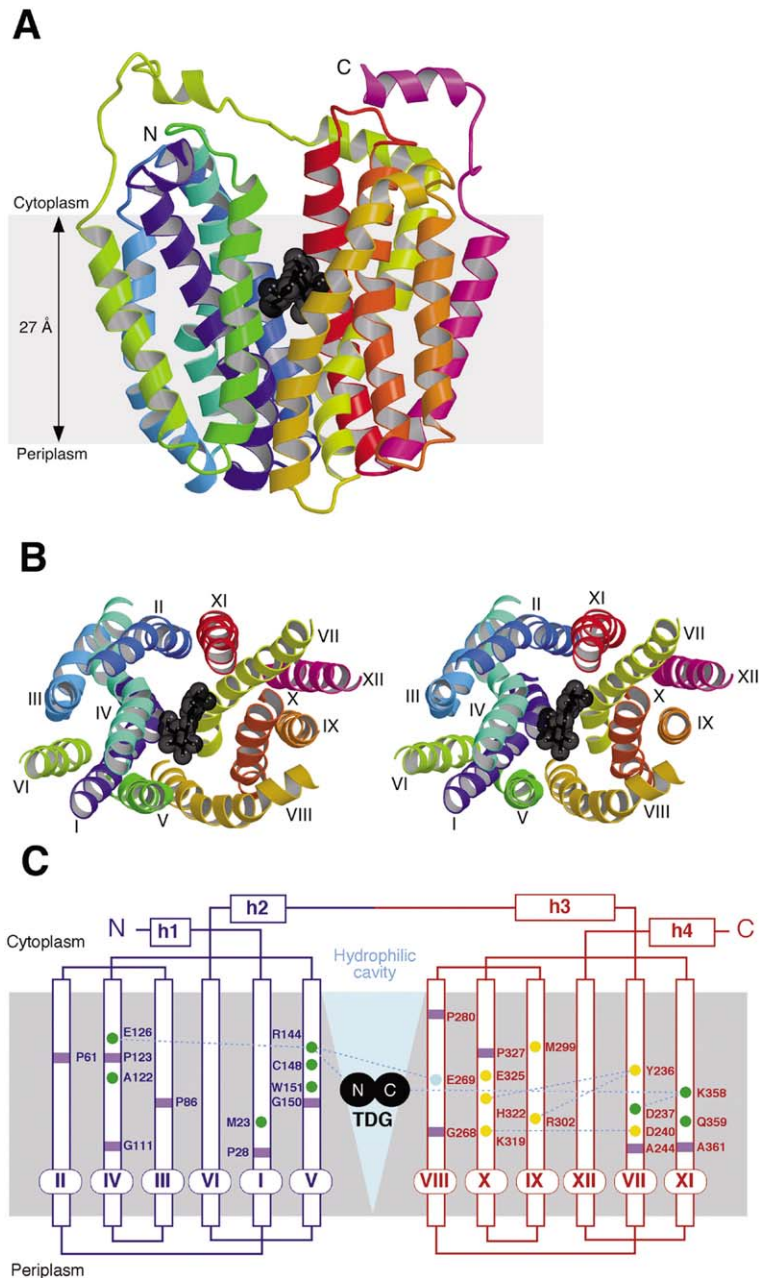 A
C
N
Cytoplasm
27 Å
Periplasm
B
II
XI
VII
III
IV
X
XII
IX
VI
I
V
VIII
II
XI
VII
III
IV
X
XII
IX
VI
I
V
VIII
C
N
h1
h2
h3
h4
C
Cytoplasm
Hydrophilic
cavity
E126
R144
P280
M299
P61
P123
C148
E269
P327
E325
Y236
A122
W151
N
C
K358
P86
G150
TDG
H322
D237
M23
R302
Q359
G111
P28
G268
K319
D240
A244
A361
II
IV
III
VI
I
V
VIII
X
IX
XII
VII
XI
Periplasm